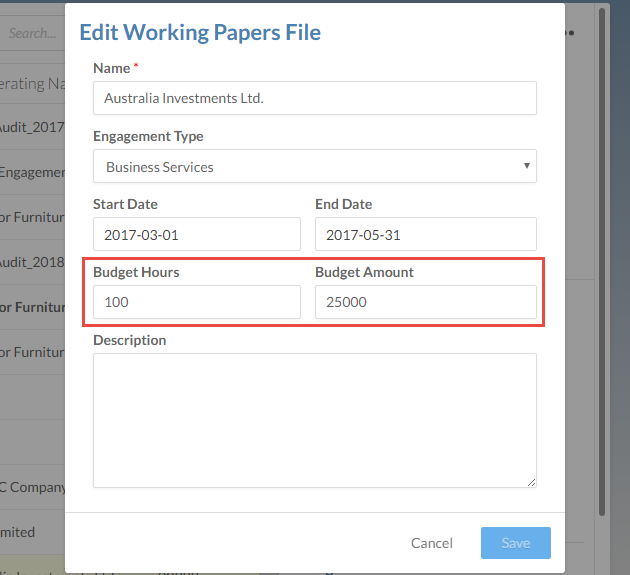 Edit Working Papers File
Search...
Name *
erating Na
Australia Investments Ltd.
Audit_2017
Engagement Type
Business Services
Engagemen
Start Date
End Date
or Furnitur
2017-03-01
2017-05-31
Audit_2018
Budget Hours
Budget Amount
100
25000
or Furnitur
Description
or Furnitur
C Company
imited
Cancel
Save